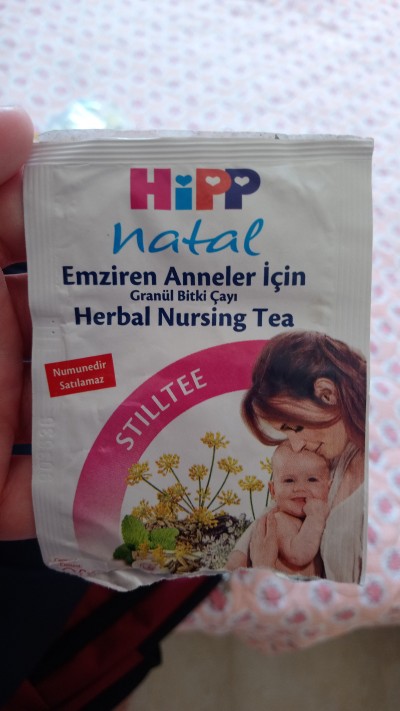 HiPP
natal
Emziren Anneler İçin
Granül Bitki Çayı
Herbal Nursing Tea
Numunedir
Satılamaz
STILLTEE